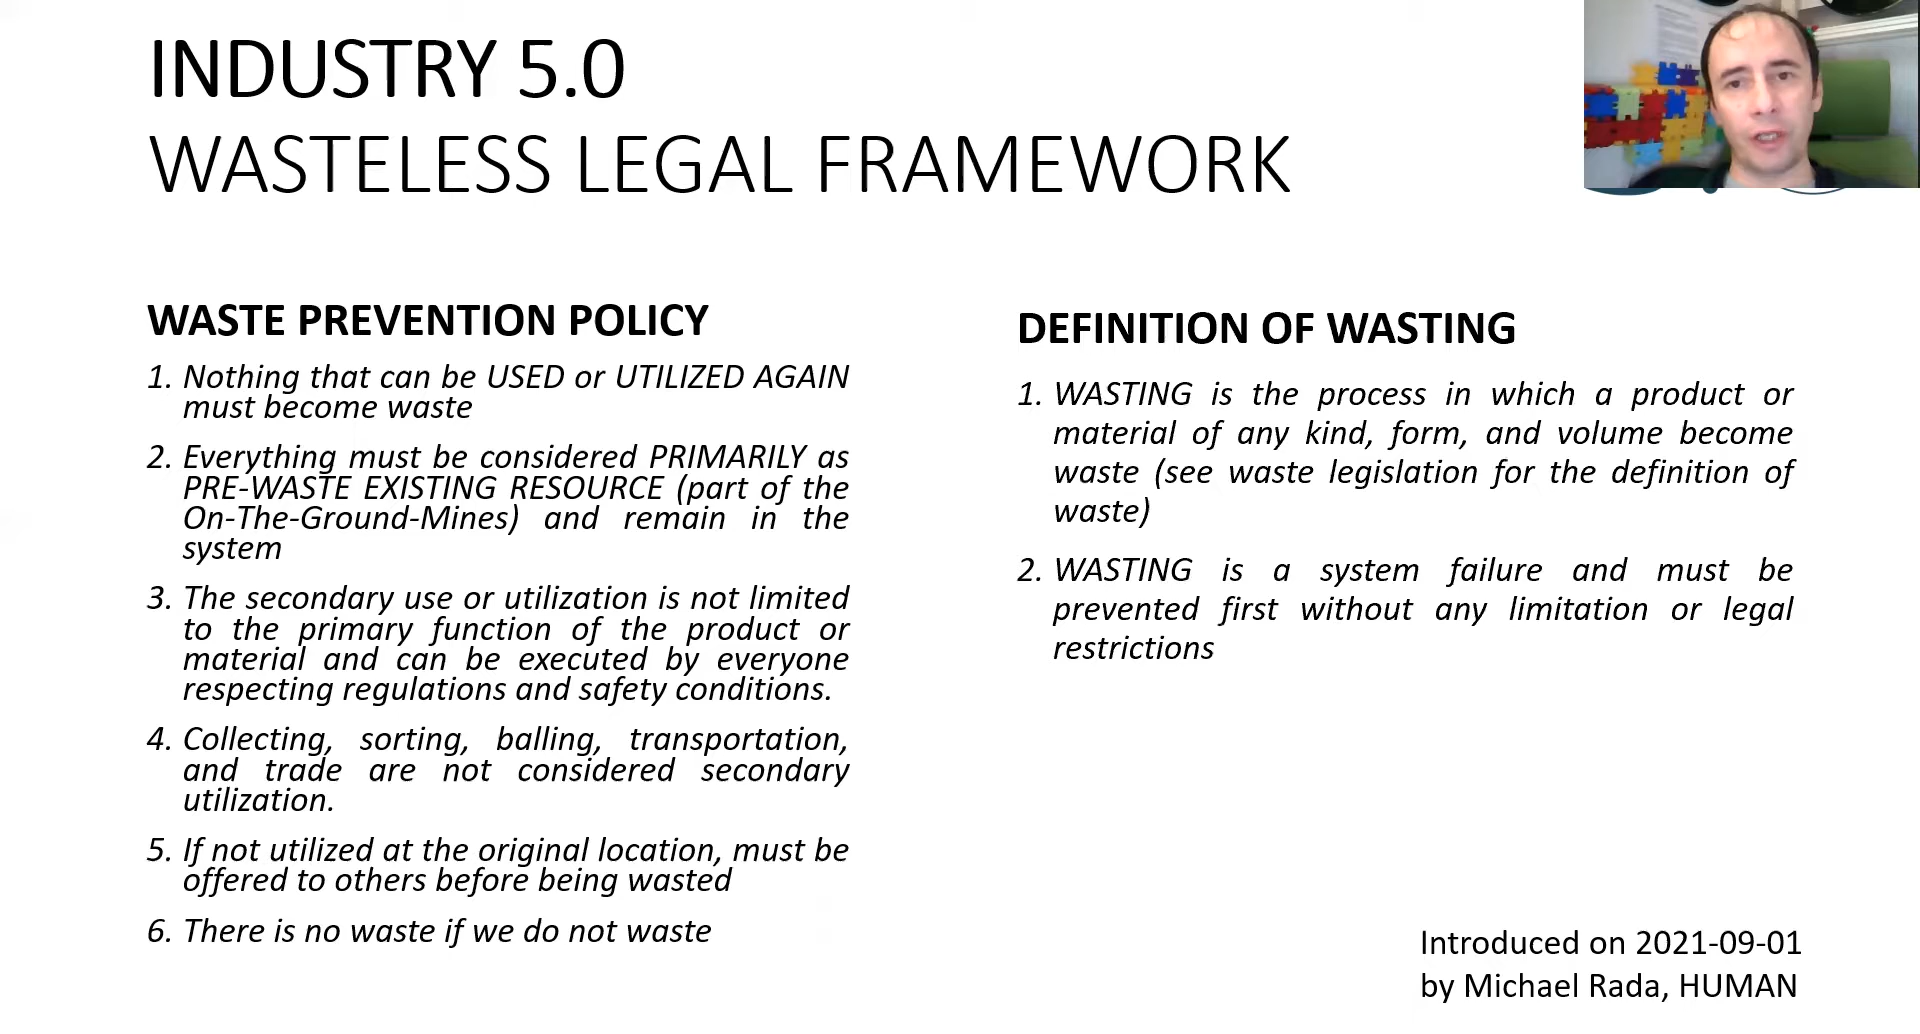 INDUSTRY 5.0
WASTELESS LEGAL FRAMEWORK
WASTE PREVENTION POLICY
1. Nothing that can be USED or UTILIZED AGAIN
must become waste
2. Everything must be considered PRIMARILY as
PRE-WASTE EXISTING RESOURCE (part of the
On-The-Ground-Mines) and remain in the
system
3. The secondary use or utilization is not limited
to the primary function of the product or
material and can be executed by everyone
respecting regulations and safety conditions.
4. Collecting, sorting, balling, transportation,
and trade are not considered secondary
utilization.
5. If not utilized at the original location, must be
offered to others before being wasted
6. There is no waste if we do not waste
DEFINITION OF WASTING
1. WASTING is the process in which a product or
material of any kind, form, and volume become
waste (see waste legislation for the definition of
waste)
2. WASTING is a system failure and must be
prevented first without any limitation or legal
restrictions
Introduced on 2021-09-01
by Michael Rada, HUMAN